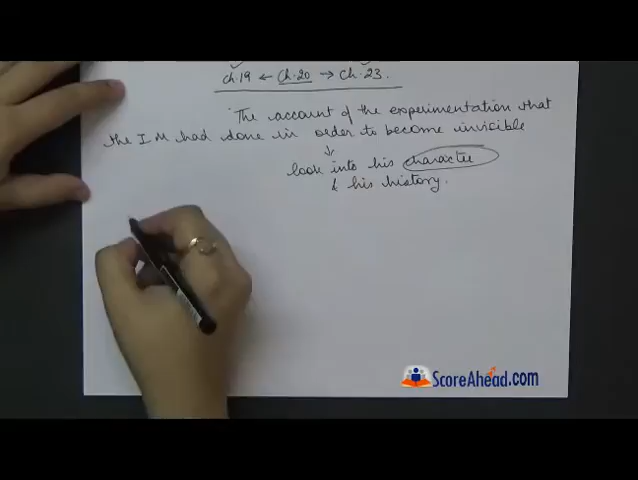 ch.19 ← Ch.20 → Ch.23.
The account of the experimentation that
the I M had done in order to become invicible
↓
look into his character
& his history.
ScoreAhead.com